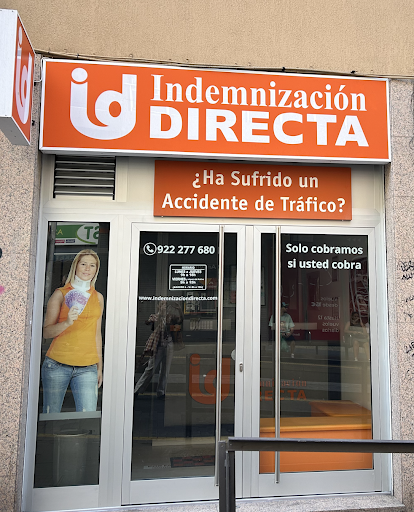 id Indemnización
DIRECTA
¿Ha Sufrido un
Accidente de Tráfico?
922 277 680
Solo cobramos
si usted cobra
www.indemnizaciondirecta.com
id